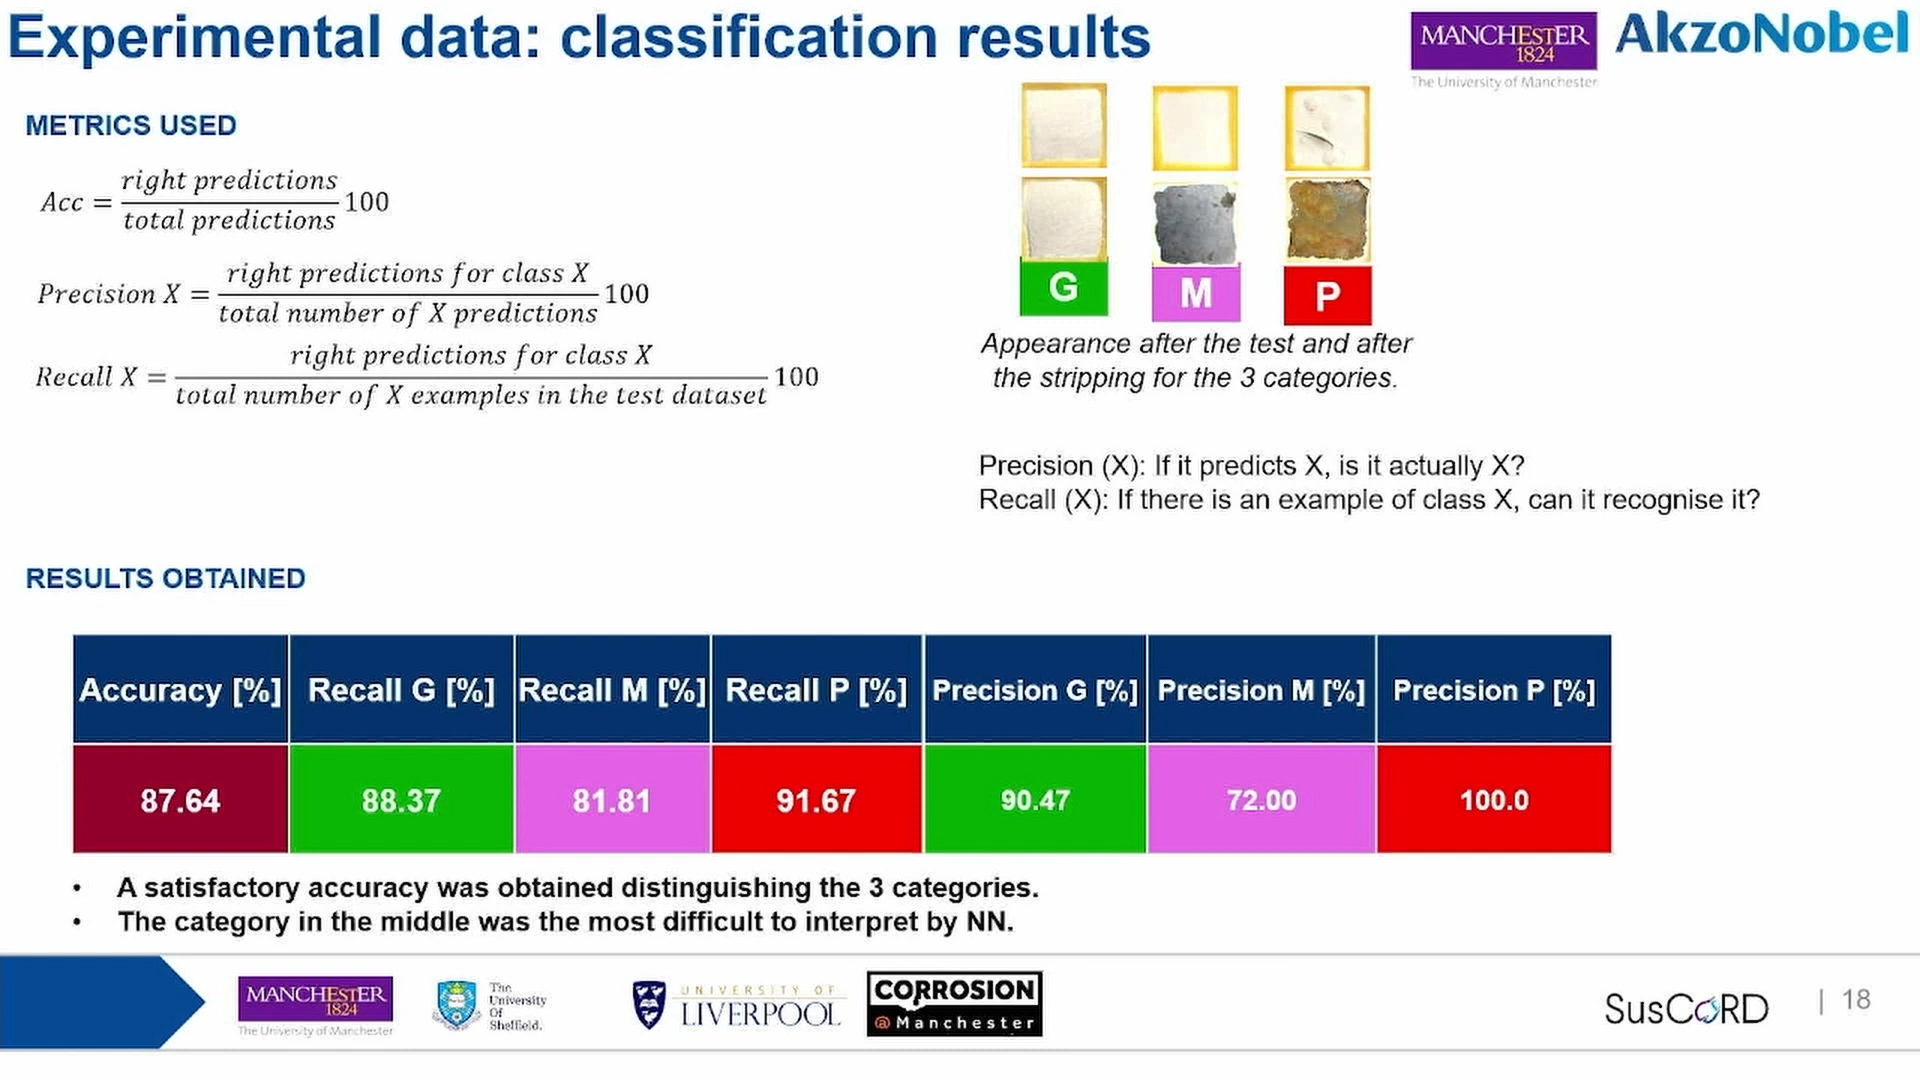 Experimental data: classification results
MANCHESTER
1824
The University of Manchester
AkzoNobel
METRICS USED
Acc = right predictions / total predictions 100
Precision X = right predictions for class X / total number of X predictions 100
Recall X = right predictions for class X / total number of X examples in the test dataset 100
G M P
Appearance after the test and after
the stripping for the 3 categories.
Precision (X): If it predicts X, is it actually X?
Recall (X): If there is an example of class X, can it recognise it?
RESULTS OBTAINED
Accuracy [%] Recall G [%] Recall M [%] Recall P [%] Precision G [%] Precision M [%] Precision P [%]
87.64 88.37 81.81 91.67 90.47 72.00 100.0
• A satisfactory accuracy was obtained distinguishing the 3 categories.
• The category in the middle was the most difficult to interpret by NN.
MANCHESTER
1824
The University of Manchester
The
University
Of
Sheffield.
UNIVERSITY OF
LIVERPOOL
CORROSION
@Manchester
SusCoRD
| 18